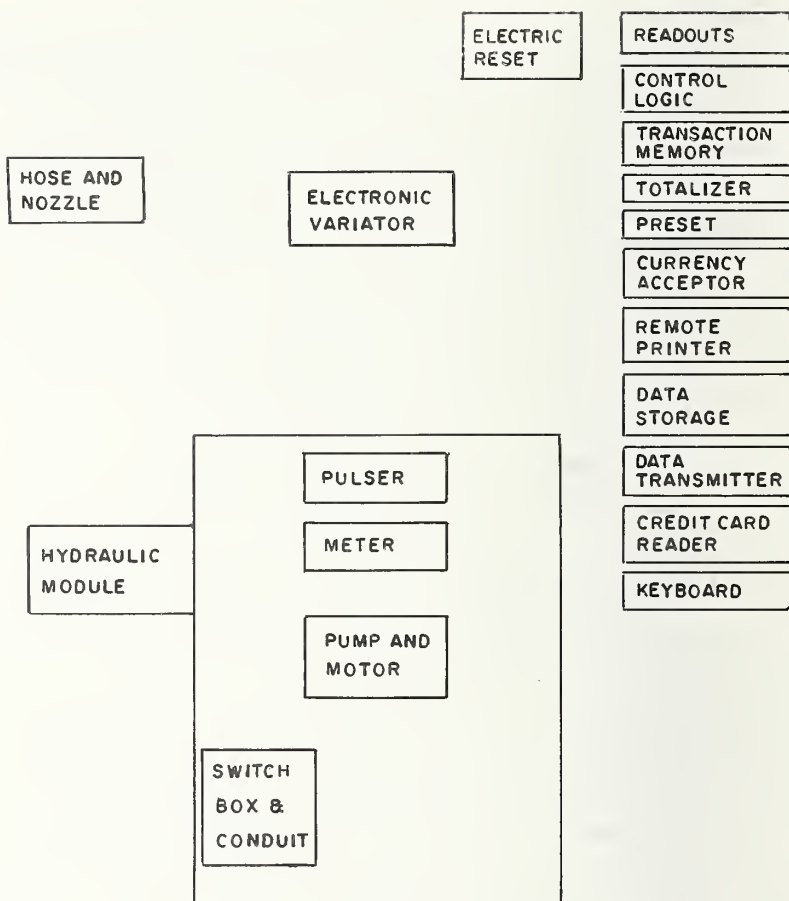 ELECTRIC
RESET
READOUTS
CONTROL
LOGIC
TRANSACTION
MEMORY
HOSE AND
NOZZLE
ELECTRONIC
VARIATOR
TOTALIZER
PRESET
CURRENCY
ACCEPTOR
REMOTE
PRINTER
DATA
STORAGE
DATA
TRANSMITTER
CREDIT CARD
READER
KEYBOARD
PULSER
METER
HYDRAULIC
MODULE
PUMP AND
MOTOR
SWITCH
BOX &
CONDUIT